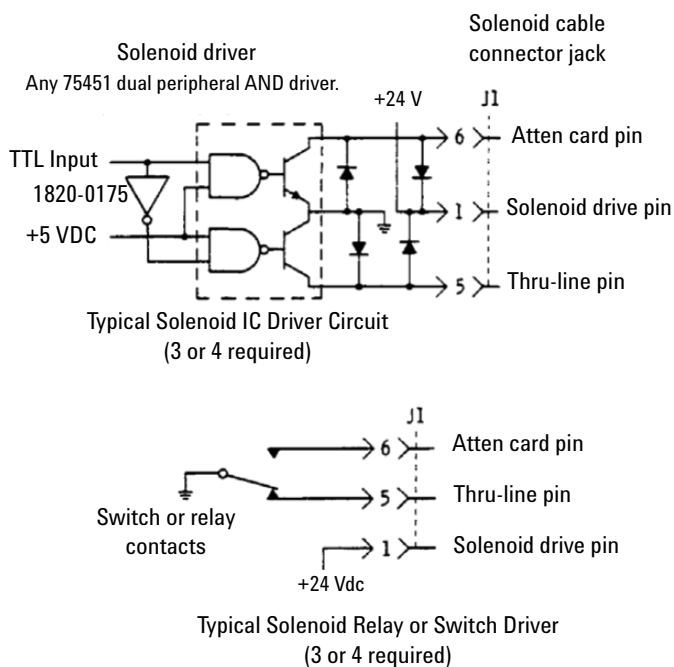 Solenoid driver
Any 75451 dual peripheral AND driver.
Solenoid cable
connector jack
+24 V
J1
TTL Input
1820-0175
+5 VDC
6
Atten card pin
1
Solenoid drive pin
5
Thru-line pin
Typical Solenoid IC Driver Circuit
(3 or 4 required)
J1
6
Atten card pin
5
Thru-line pin
Switch or relay
contacts
1
Solenoid drive pin
+24 Vdc
Typical Solenoid Relay or Switch Driver
(3 or 4 required)